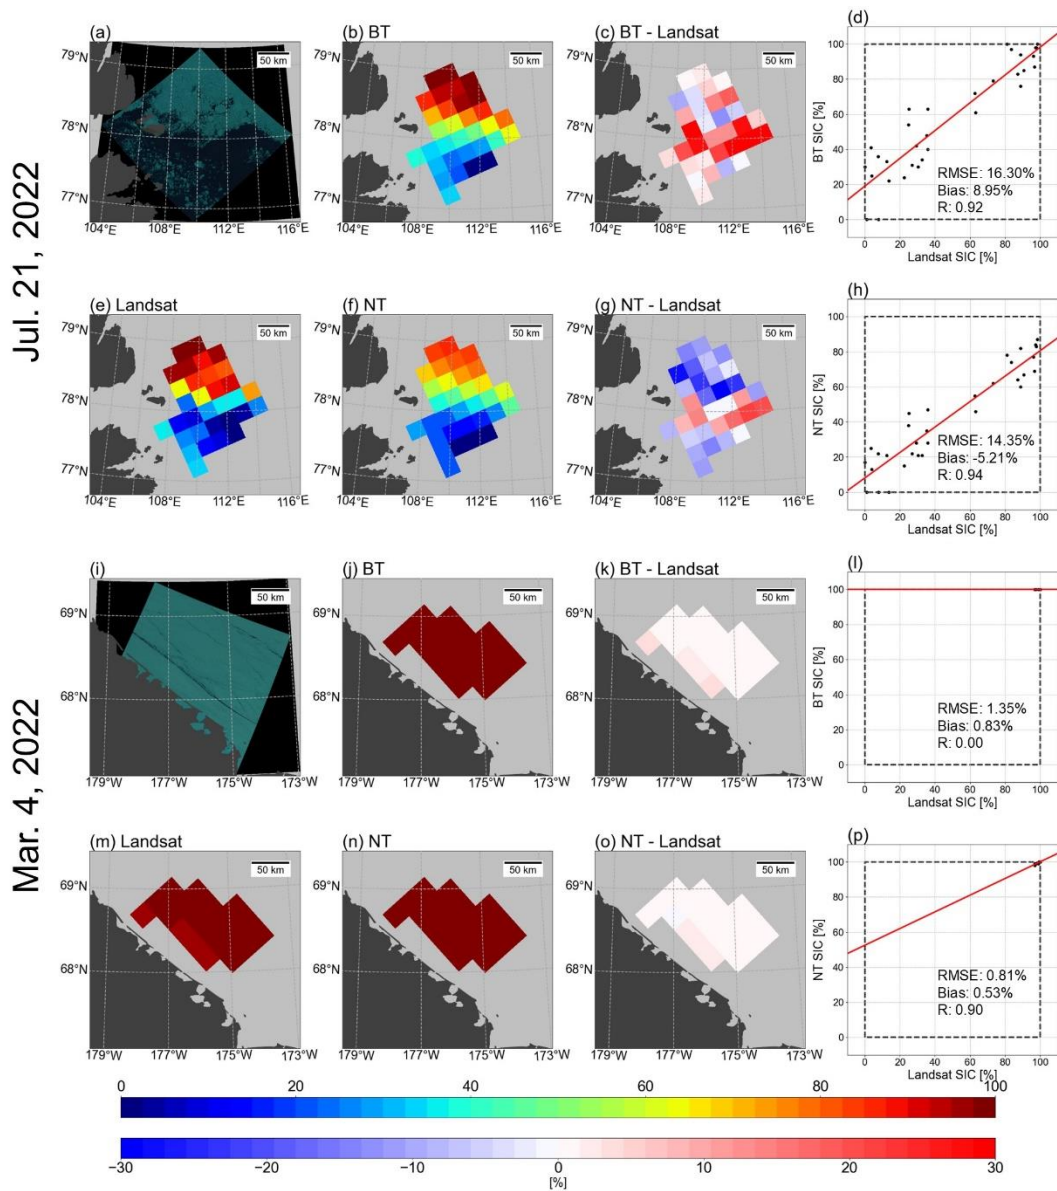 Jul. 21, 2022
(a)
79°N
78°N
77°N
104°E
108°E
112°E
116°E
50 km
(b) BT
79°N
78°N
77°N
104°E
108°E
112°E
116°E
50 km
(c) BT - Landsat
79°N
78°N
77°N
104°E
108°E
112°E
116°E
50 km
(d)
BT SIC [%]
100
80
60
40
20
0
RMSE: 16.30%
Bias: 8.95%
R: 0.92
0 20 40 60 80 100
Landsat SIC [%]
(e) Landsat
79°N
78°N
77°N
104°E
108°E
112°E
116°E
50 km
(f) NT
79°N
78°N
77°N
104°E
108°E
112°E
116°E
50 km
(g) NT - Landsat
79°N
78°N
77°N
104°E
108°E
112°E
116°E
50 km
(h)
NT SIC [%]
100
80
60
40
20
0
RMSE: 14.35%
Bias: -5.21%
R: 0.94
0 20 40 60 80 100
Landsat SIC [%]
Mar. 4, 2022
(i)
69°N
68°N
179°W
177°W
175°W
173°W
50 km
(j) BT
69°N
68°N
179°W
177°W
175°W
173°W
50 km
(k) BT - Landsat
69°N
68°N
179°W
177°W
175°W
173°W
50 km
(l)
BT SIC [%]
100
80
60
40
20
0
RMSE: 1.35%
Bias: 0.83%
R: 0.00
0 20 40 60 80 100
Landsat SIC [%]
(m) Landsat
69°N
68°N
179°W
177°W
175°W
173°W
50 km
(n) NT
69°N
68°N
179°W
177°W
175°W
173°W
50 km
(o) NT - Landsat
69°N
68°N
179°W
177°W
175°W
173°W
50 km
(p)
NT SIC [%]
100
80
60
40
20
0
RMSE: 0.81%
Bias: 0.53%
R: 0.90
0 20 40 60 80 100
Landsat SIC [%]
0 20 40 60 80 100
−30 −20 −10 0 10 20 30
[%]